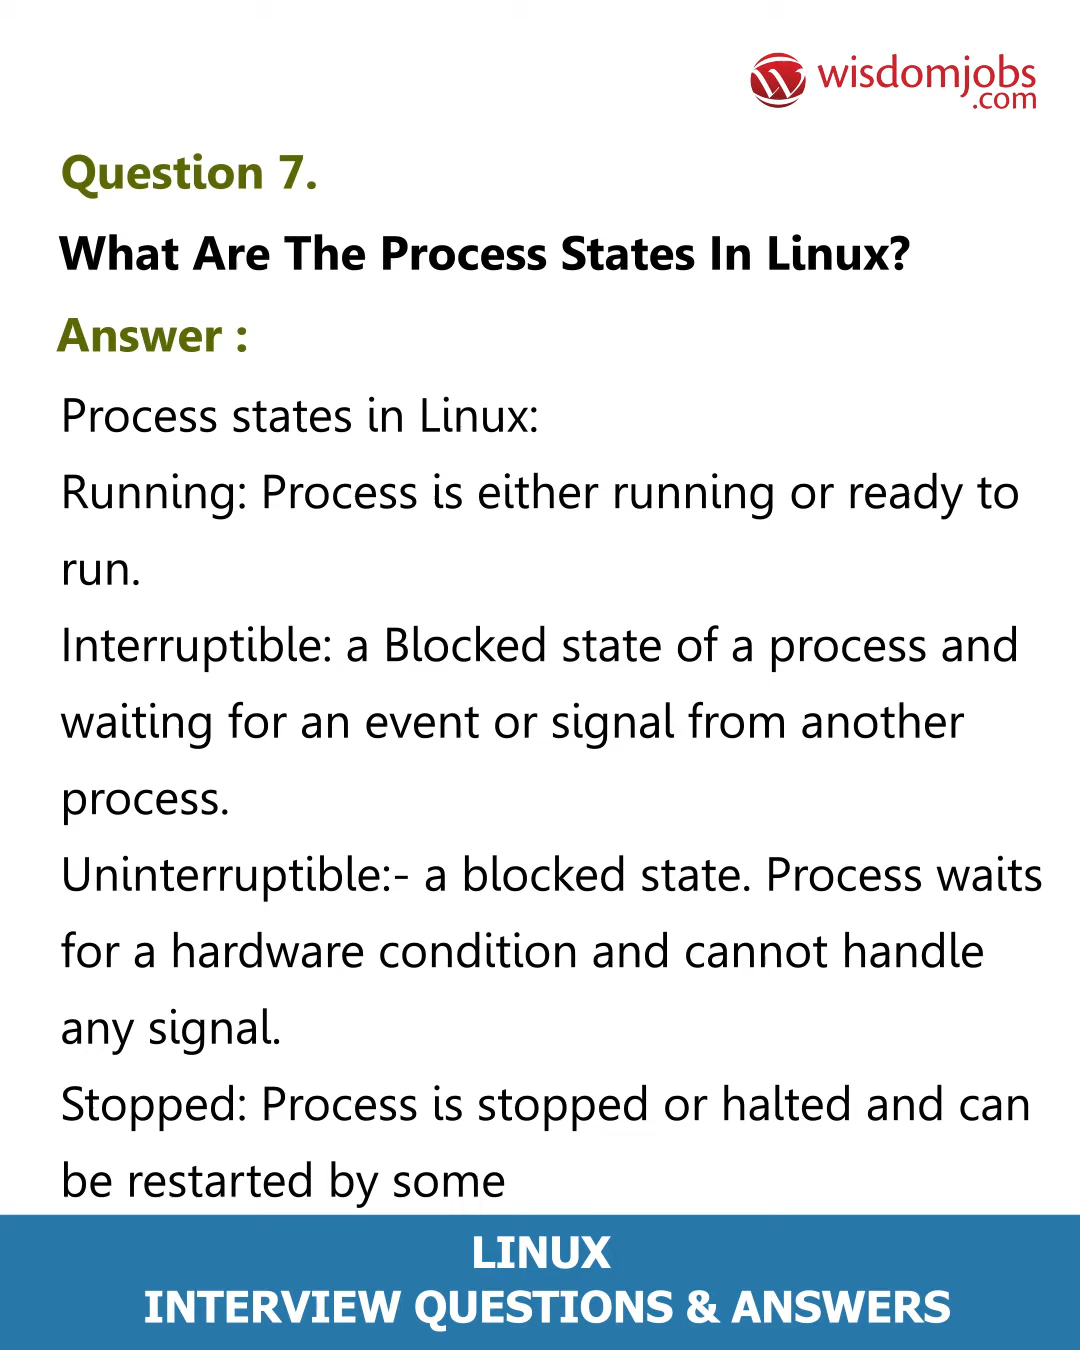 wisdomjobs
.com
Question 7.
What Are The Process States In Linux?
Answer :
Process states in Linux:
Running: Process is either running or ready to
run.
Interruptible: a Blocked state of a process and
waiting for an event or signal from another
process.
Uninterruptible:- a blocked state. Process waits
for a hardware condition and cannot handle
any signal.
Stopped: Process is stopped or halted and can
be restarted by some
LINUX
INTERVIEW QUESTIONS & ANSWERS